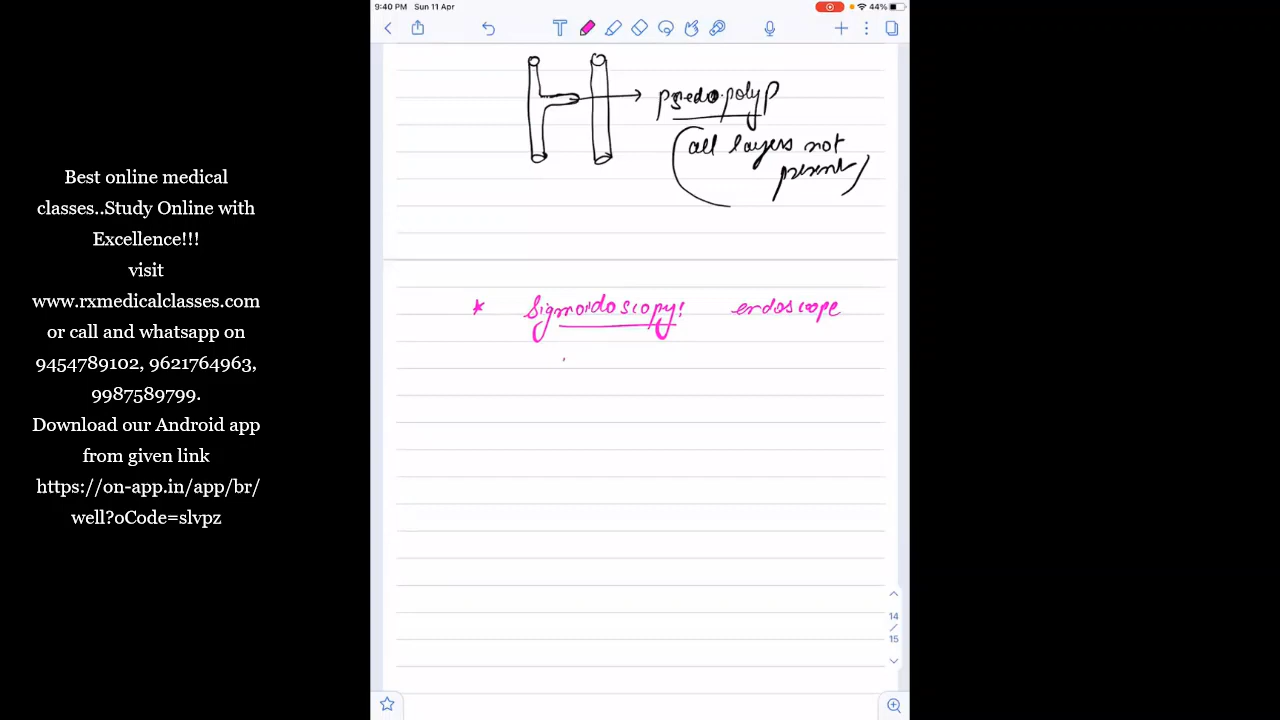 9:40 PM Sun 11 Apr
44%
T
psedo.polyp
(all layers not
present)
* Sigmoidoscopy: endoscope
Best online medical
classes..Study Online with
Excellence!!!
visit
www.rxmedicalclasses.com
or call and whatsapp on
9454789102, 9621764963,
9987589799.
Download our Android app
from given link
https://on-app.in/app/br/
well?oCode=slvpz
14
/
15